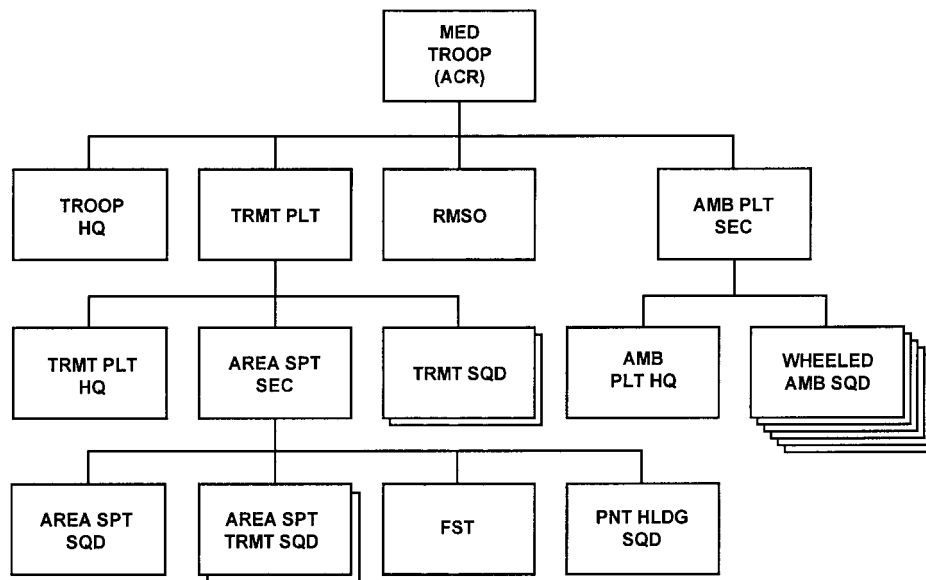 MED
TROOP
(ACR)
TROOP
HQ
TRMT PLT
RMSO
AMB PLT
SEC
TRMT PLT
HQ
AREA SPT
SEC
TRMT SQD
AMB
PLT HQ
WHEELED
AMB SQD
AREA SPT
SQD
AREA SPT
TRMT SQD
FST
PNT HLDG
SQD